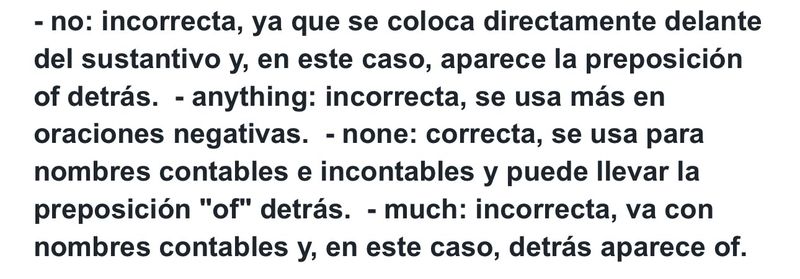 - no: incorrecta, ya que se coloca directamente delante
del sustantivo y, en este caso, aparece la preposición
of detrás.  - anything: incorrecta, se usa más en
oraciones negativas.  - none: correcta, se usa para
nombres contables e incontables y puede llevar la
preposición "of" detrás.  - much: incorrecta, va con
nombres contables y, en este caso, detrás aparece of.